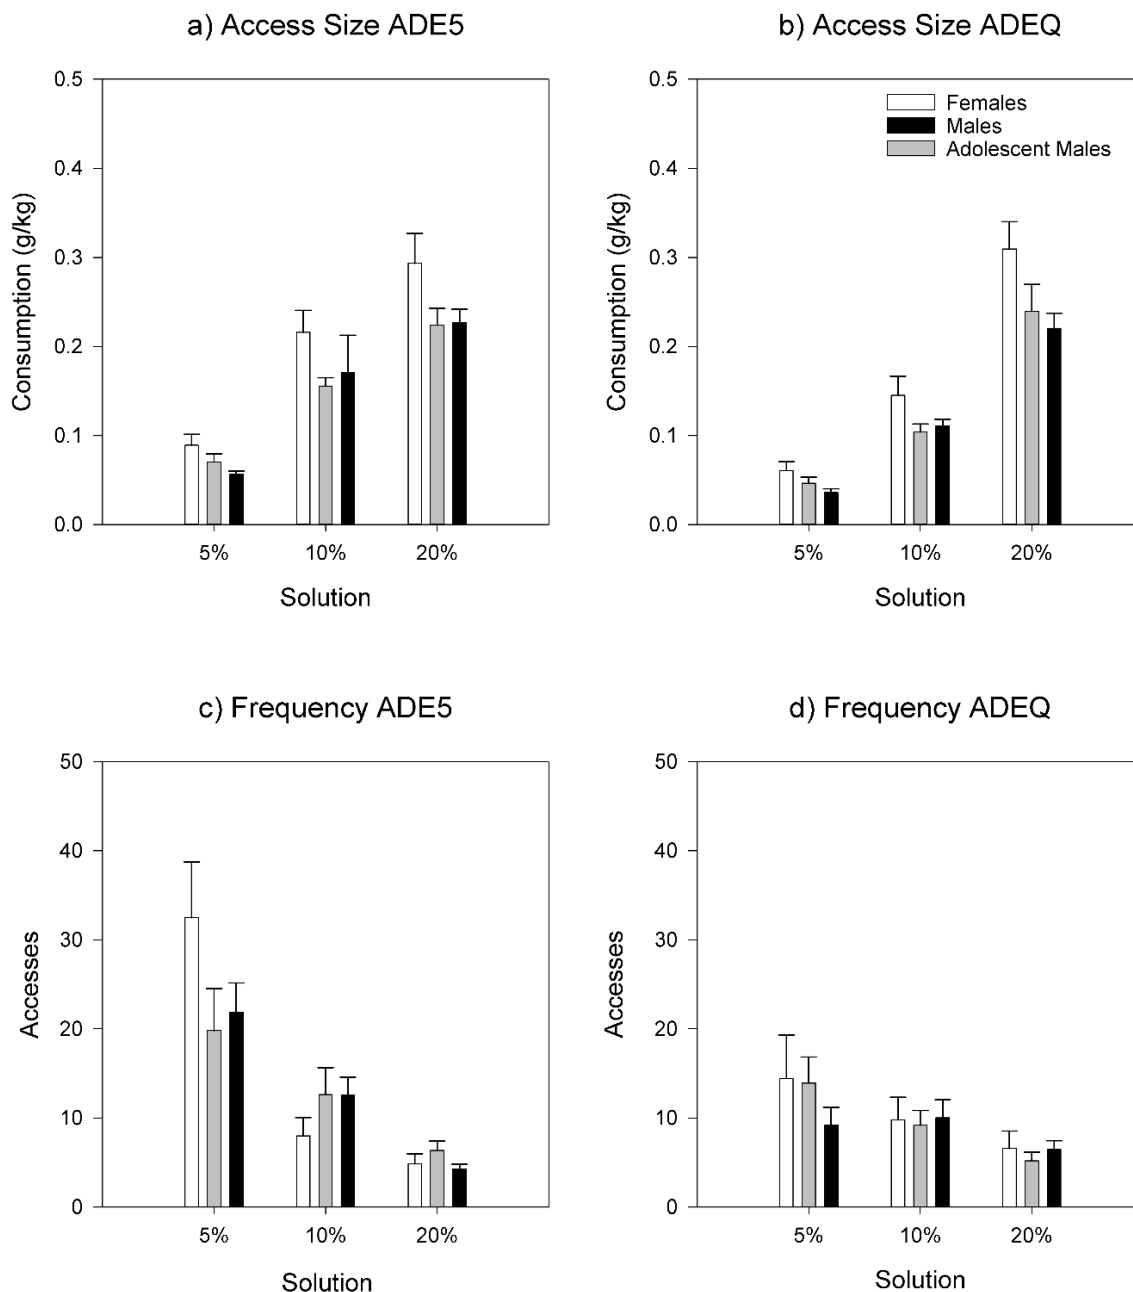 a) Access Size ADE5
b) Access Size ADEQ
Consumption (g/kg)
0.5
0.4
0.3
0.2
0.1
0.0
5%
10%
20%
Solution
Consumption (g/kg)
0.5
0.4
0.3
0.2
0.1
0.0
Females
Males
Adolescent Males
5%
10%
20%
Solution
c) Frequency ADE5
d) Frequency ADEQ
Accesses
50
40
30
20
10
0
5%
10%
20%
Solution
Accesses
50
40
30
20
10
0
5%
10%
20%
Solution